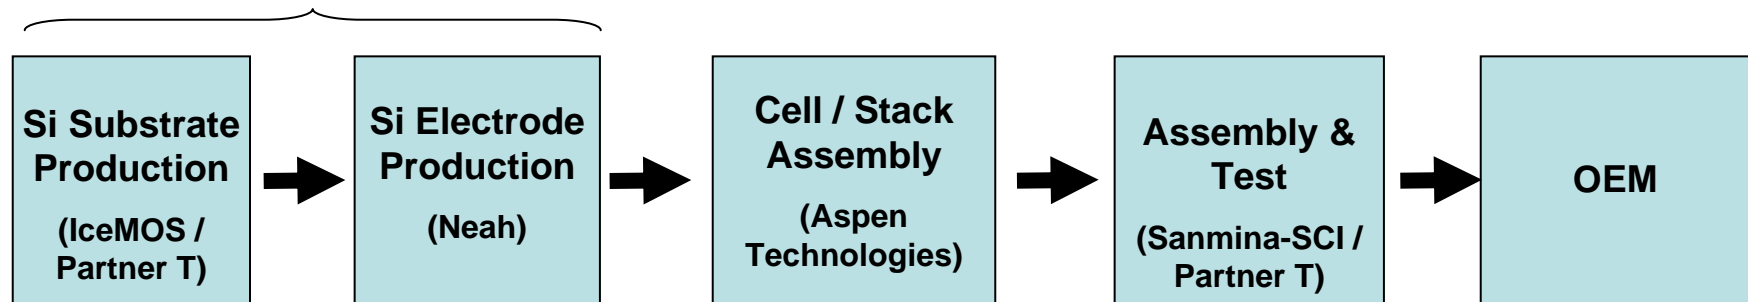 Si Substrate
Production
(IceMOS /
Partner T)
Si Electrode
Production
(Neah)
Cell / Stack
Assembly
(Aspen
Technologies)
Assembly &
Test
(Sanmina-SCI /
Partner T)
OEM